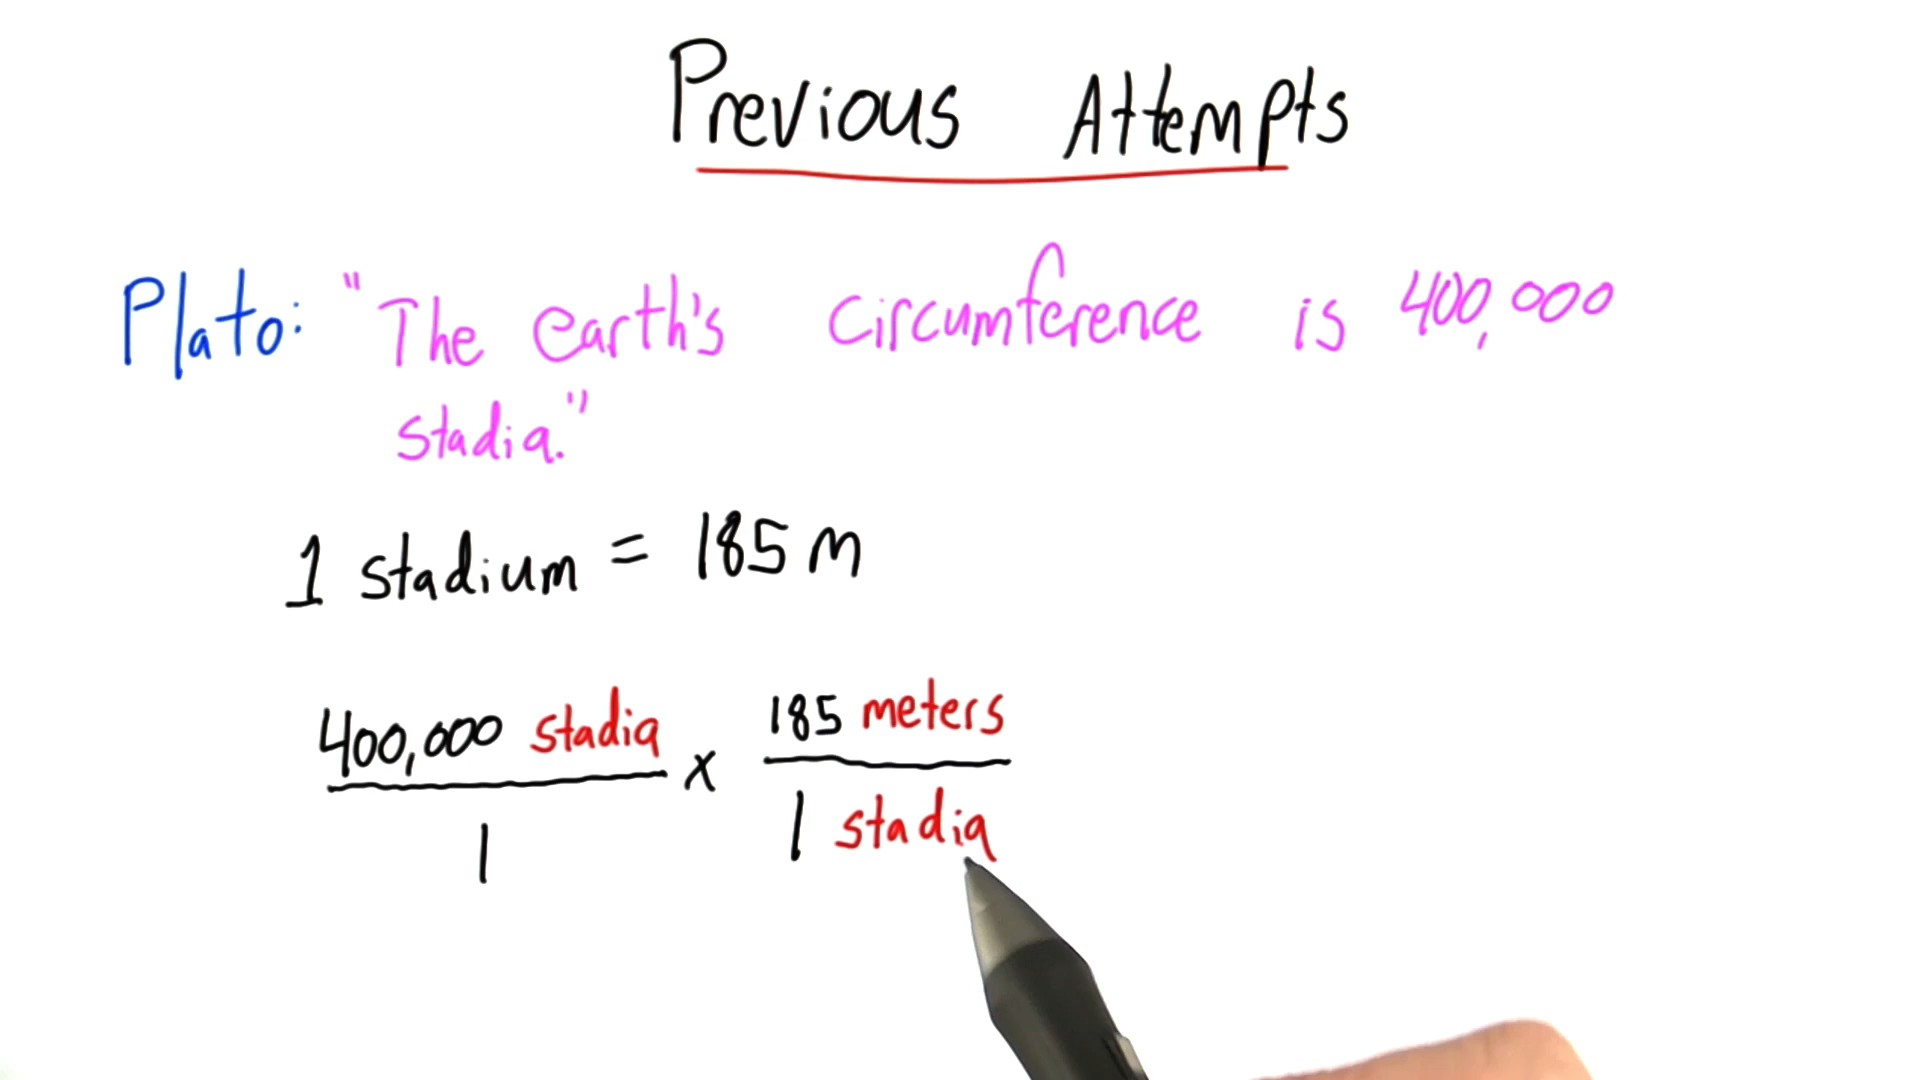 Previous Attempts
Plato: "The earth's circumference is 400,000
stadia."
1 stadium = 185 m
400,000 stadia x 185 meters
1 1 stadia